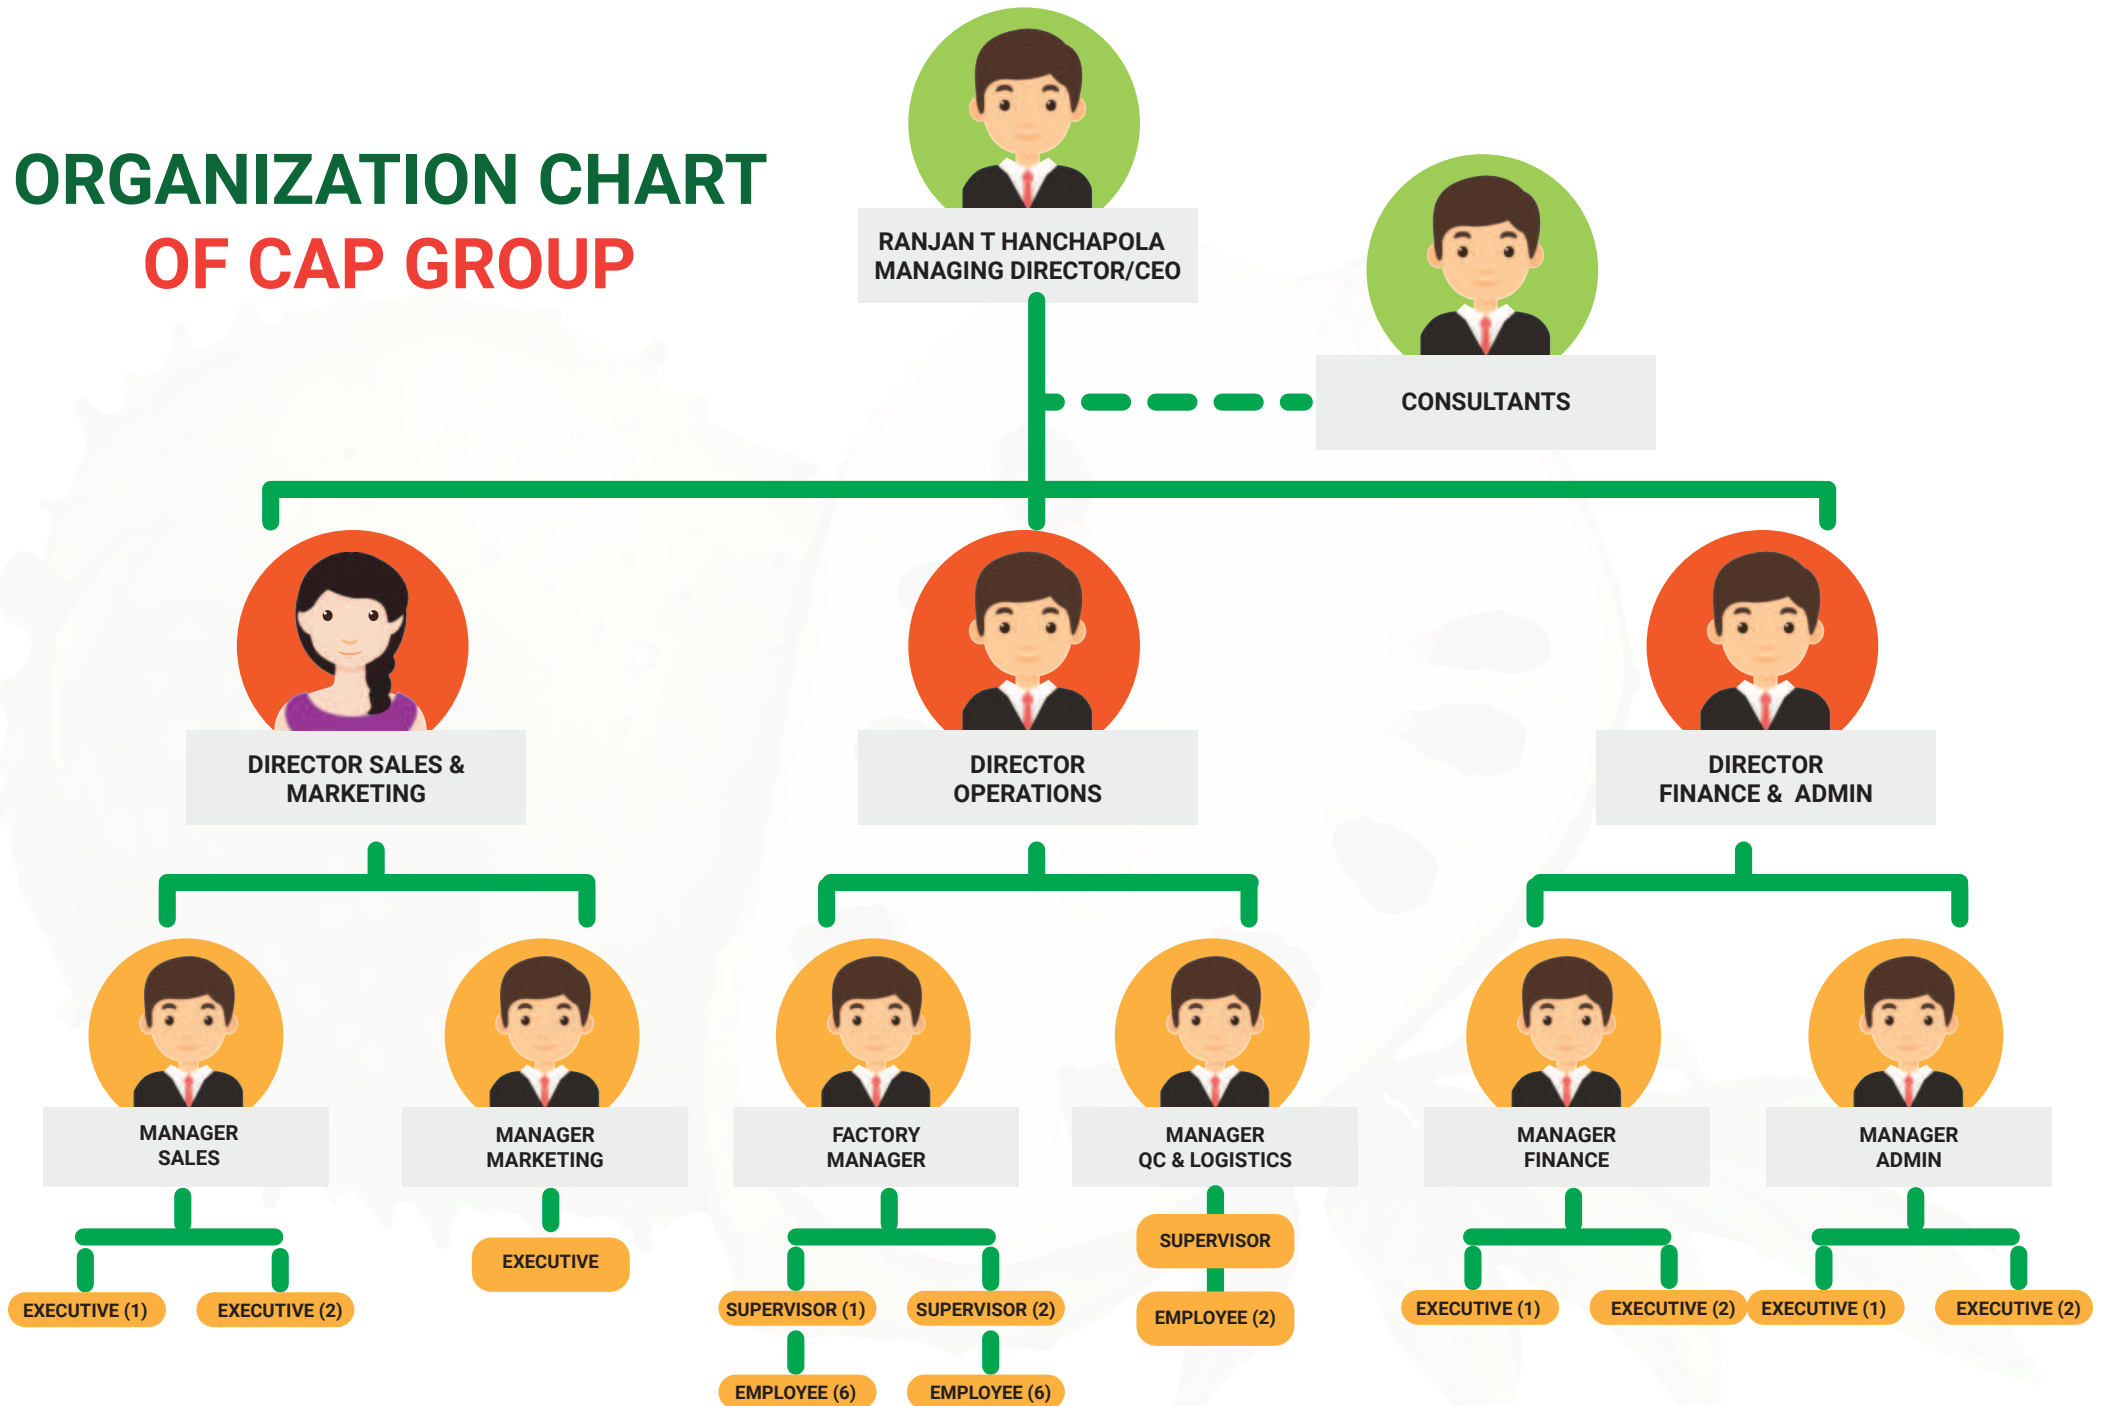 ORGANIZATION CHART
OF CAP GROUP
RANJAN T HANCHAPOLA
MANAGING DIRECTOR/CEO
CONSULTANTS
DIRECTOR SALES &
MARKETING
DIRECTOR
OPERATIONS
DIRECTOR
FINANCE & ADMIN
MANAGER
SALES
MANAGER
MARKETING
FACTORY
MANAGER
MANAGER
QC & LOGISTICS
MANAGER
FINANCE
MANAGER
ADMIN
EXECUTIVE (1)
EXECUTIVE (2)
EXECUTIVE
SUPERVISOR (1)
SUPERVISOR (2)
EMPLOYEE (6)
EMPLOYEE (6)
SUPERVISOR
EMPLOYEE (2)
EXECUTIVE (1)
EXECUTIVE (2)
EXECUTIVE (1)
EXECUTIVE (2)